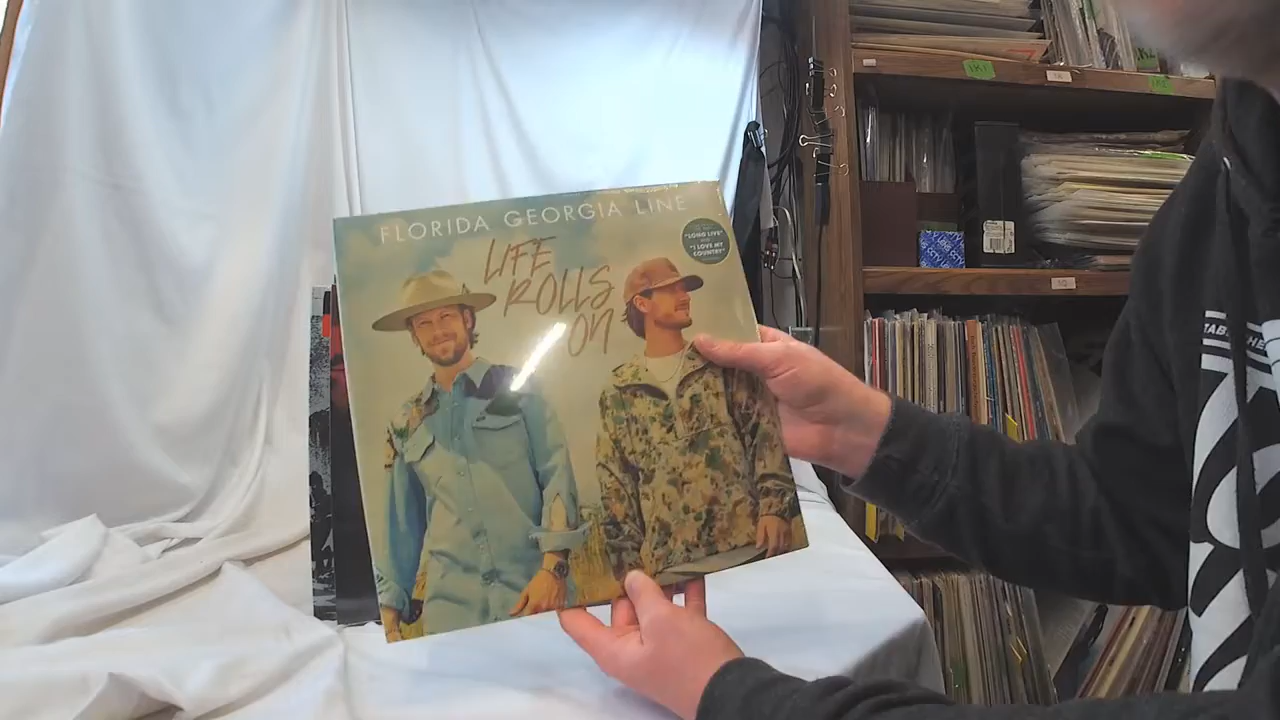 FLORIDA GEORGIA LINE
LIFE
ROLLS
ON
"LONG LIVE"
"I LOVE MY
COUNTRY"